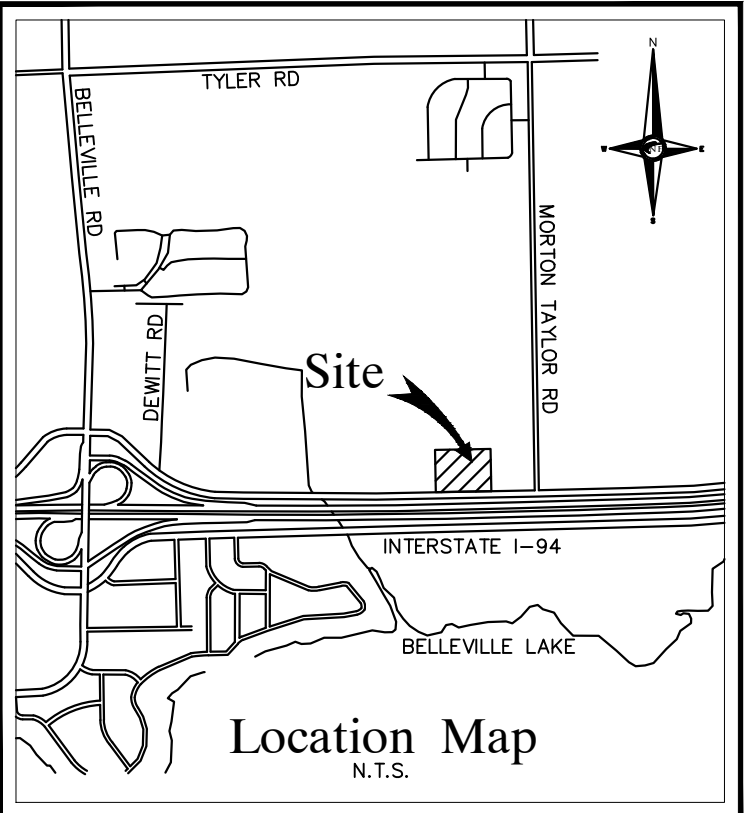 TYLER RD
BELLEVILLE RD
N
W
E
S
MORTON TAYLOR RD
DEWITT RD
Site
INTERSTATE I-94
BELLEVILLE LAKE
Location Map
N.T.S.